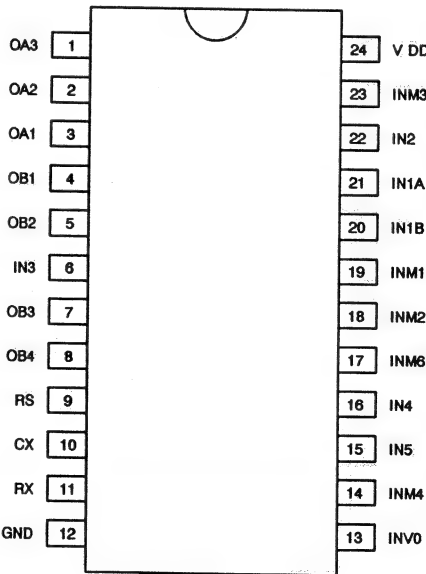 OA3 1 24 V DD
OA2 2 23 INM3
OA1 3 22 IN2
OB1 4 21 IN1A
OB2 5 20 IN1B
IN3 6 19 INM1
OB3 7 18 INM2
OB4 8 17 INM6
RS 9 16 IN4
CX 10 15 IN5
RX 11 14 INM4
GND 12 13 INV0